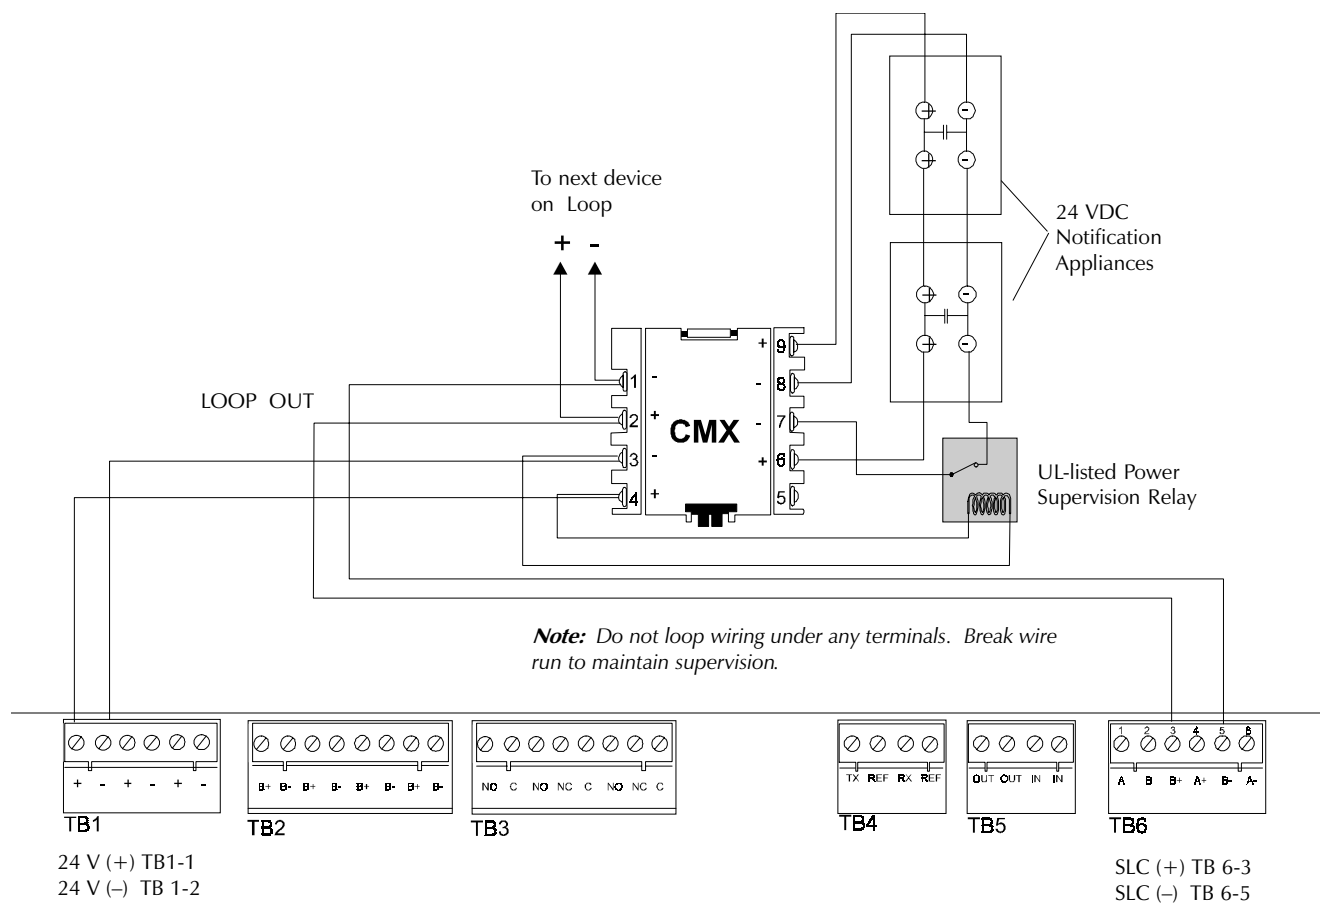 To next device
on Loop
+ -
24 VDC
Notification
Appliances
+ -
+ -
+ -
+ -
LOOP OUT
1 - + 9
2 + - 8
CMX
3 - - 7
4 + + 6
5
UL-listed Power
Supervision Relay
Note: Do not loop wiring under any terminals. Break wire
run to maintain supervision.
1 2 3 4 5 6
+ - + - + -
B+ B- B+ B- B+ B- B+ B-
NO C NO NC C NO NC C
TX REF RX REF
OUT OUT IN IN
A B B+ A+ B- A-
TB1
TB2
TB3
TB4
TB5
TB6
24 V (+) TB1-1
24 V (–) TB 1-2
SLC (+) TB 6-3
SLC (–) TB 6-5